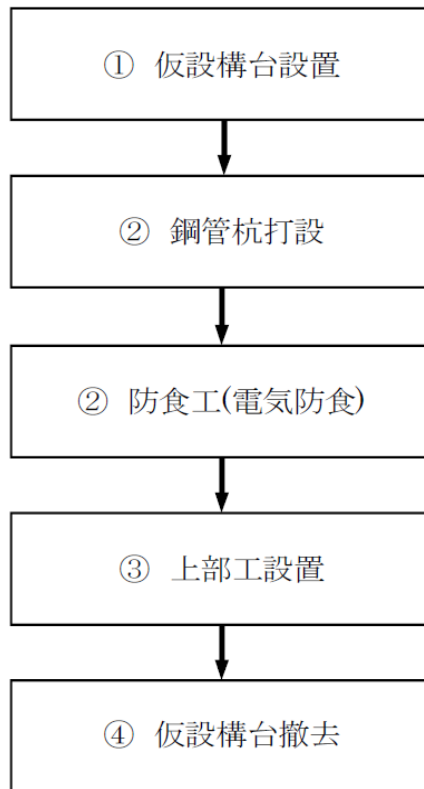 ① 仮設構台設置
② 鋼管杭打設
② 防食工(電気防食)
③ 上部工設置
④ 仮設構台撤去